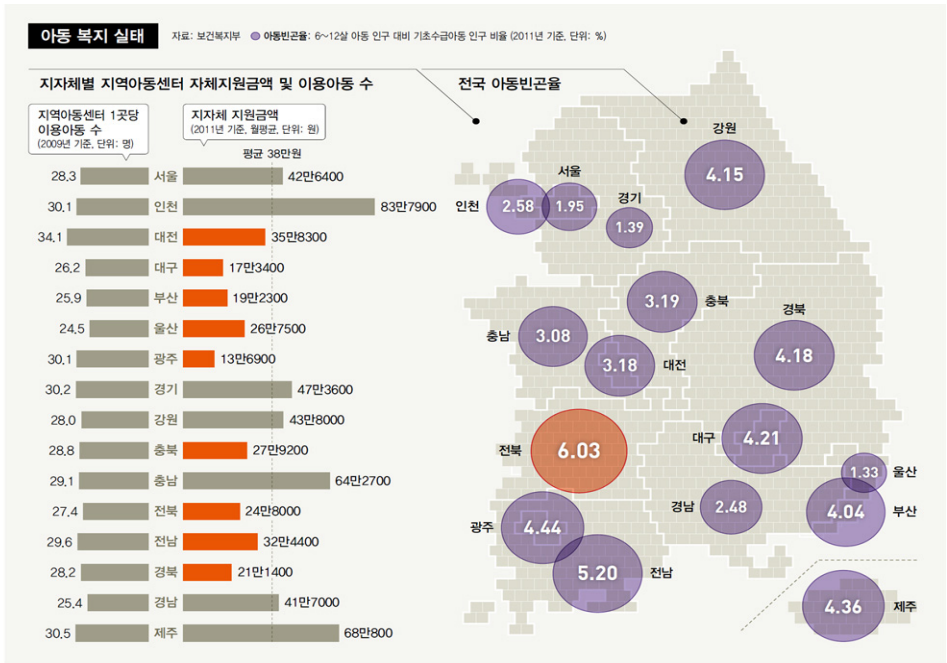 아동 복지 실태
자료: 보건복지부 아동빈곤율: 6~12살 아동 인구 대비 기초수급아동 인구 비율 (2011년 기준, 단위: %)
지자체별 지역아동센터 자체지원금액 및 이용아동 수
지역아동센터 1곳당
이용아동 수
(2009년 기준, 단위: 명)
지자체 지원금액
(2011년 기준, 월평균, 단위: 원)
평균 38만원
28.3 서울 42만6400
30.1 인천 83만7900
34.1 대전 35만8300
26.2 대구 17만3400
25.9 부산 19만2300
24.5 울산 26만7500
30.1 광주 13만6900
30.2 경기 47만3600
28.0 강원 43만8000
28.8 충북 27만9200
29.1 충남 64만2700
27.4 전북 24만8000
29.6 전남 32만4400
28.2 경북 21만1400
25.4 경남 41만7000
30.5 제주 68만800
전국 아동빈곤율
강원
4.15
서울
1.95
인천 2.58
경기
1.39
3.19 충북
충남 3.08
3.18 대전
경북
4.18
전북 6.03
대구 4.21
1.33 울산
경남 2.48
4.04 부산
광주 4.44
5.20 전남
4.36 제주